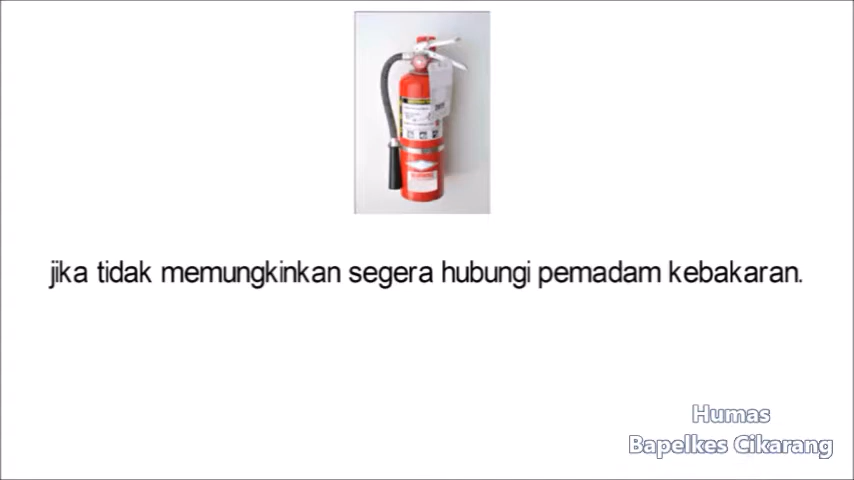 jika tidak memungkinkan segera hubungi pemadam kebakaran.
Humas
Bapelkes Cikarang